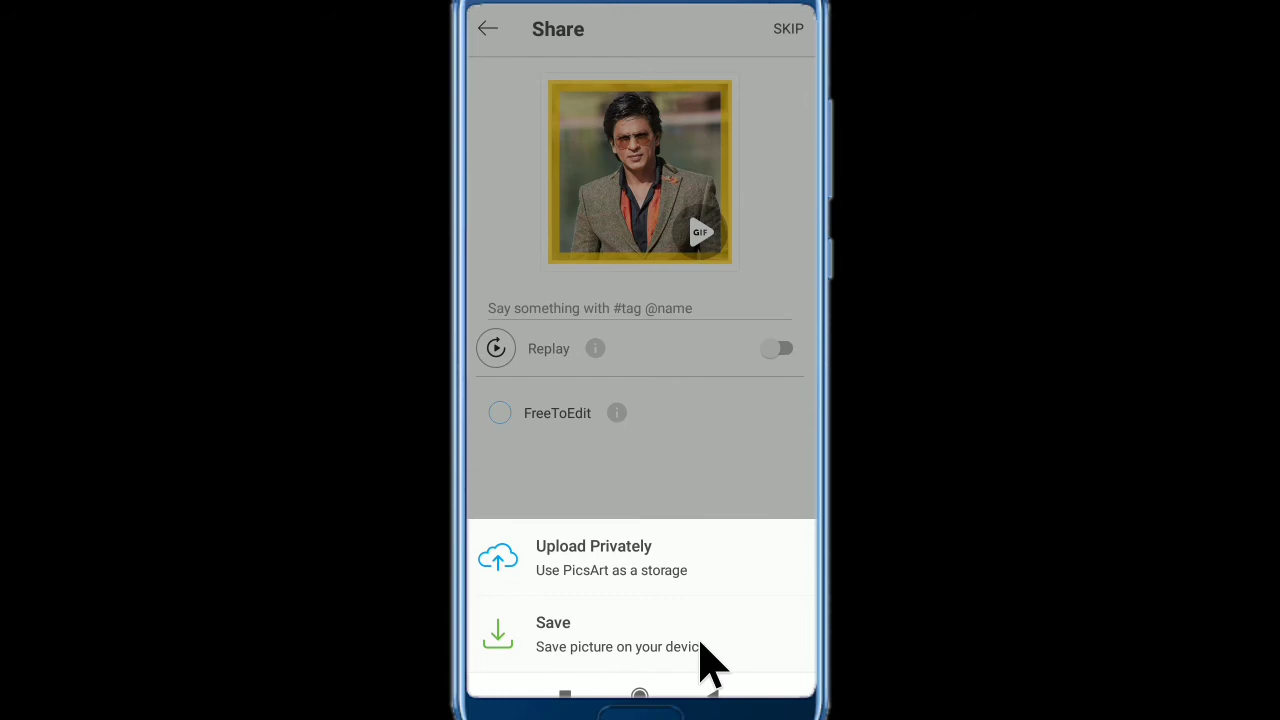 Share
SKIP
GIF
Say something with #tag @name
Replay
FreeToEdit
Upload Privately
Use PicsArt as a storage
Save
Save picture on your devic